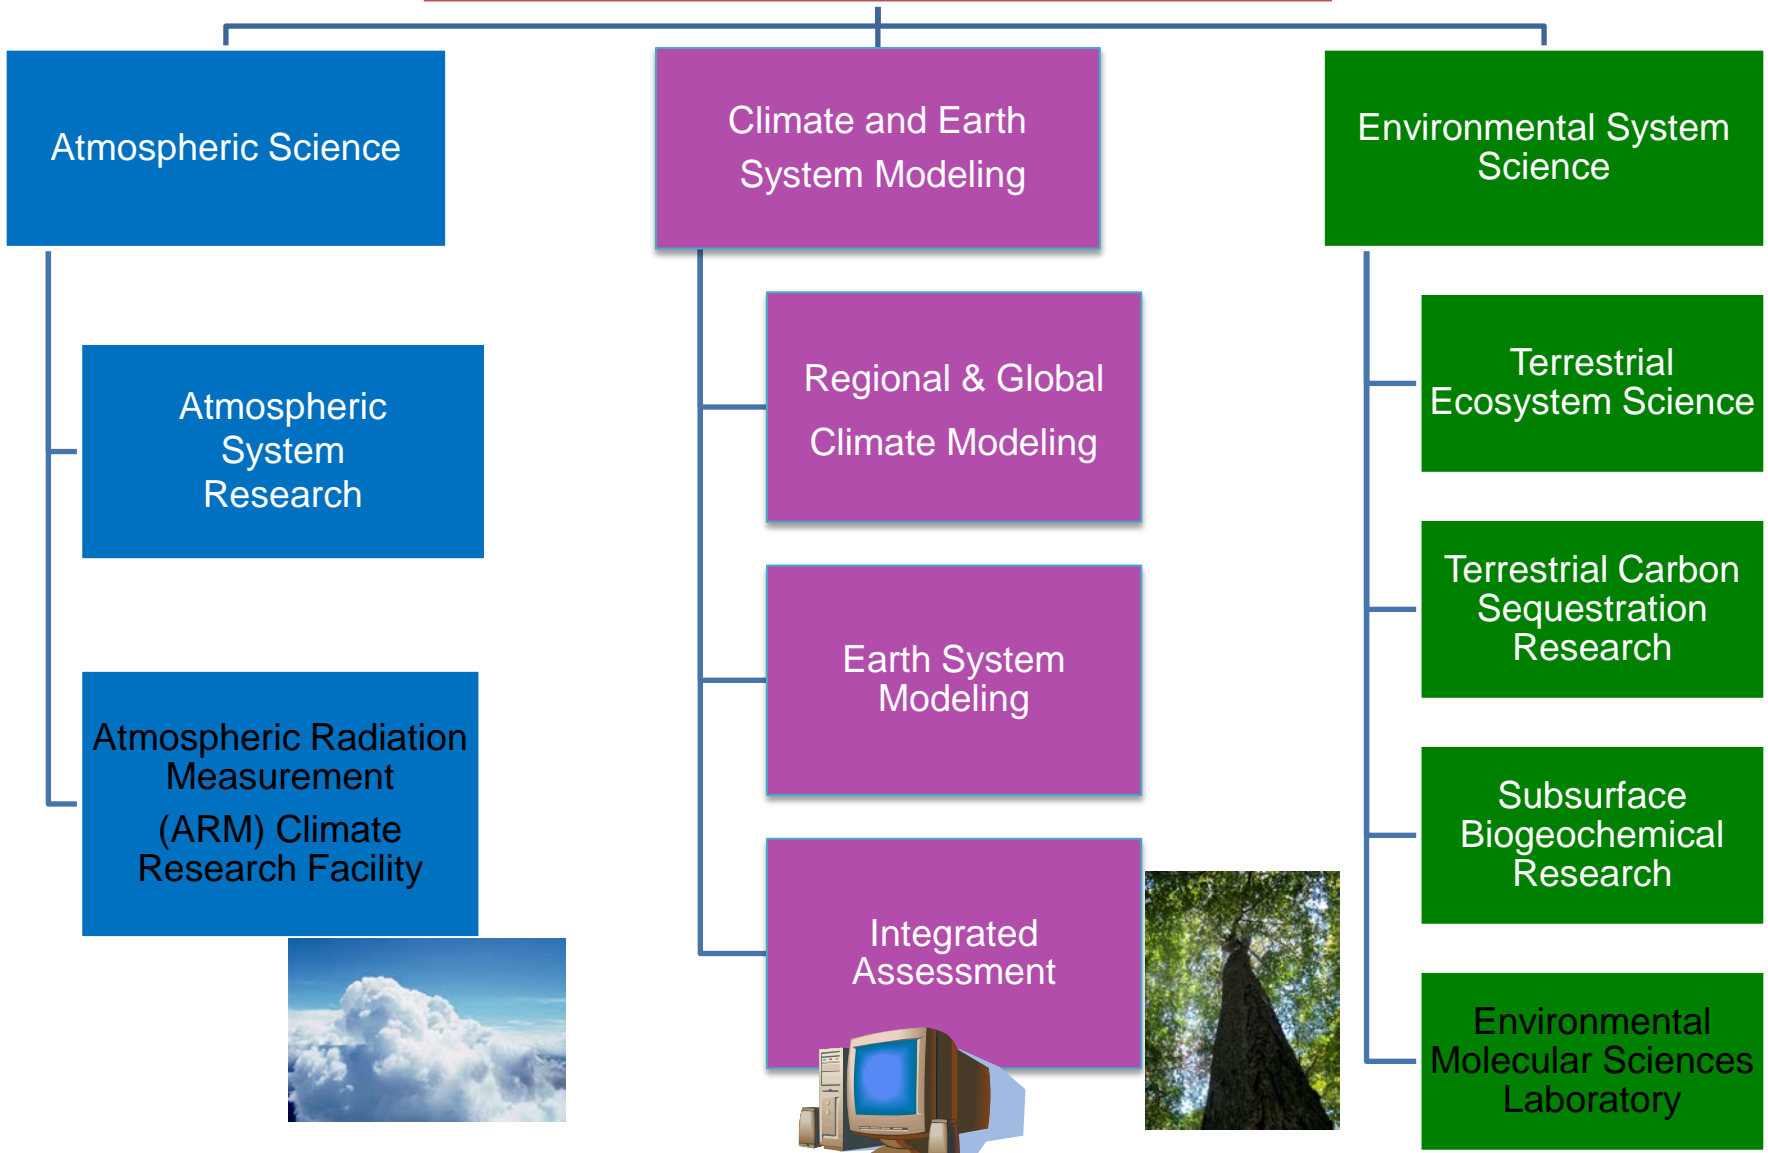 Atmospheric Science
Climate and Earth
System Modeling
Environmental System
Science
Atmospheric
System
Research
Atmospheric Radiation
Measurement
(ARM) Climate
Research Facility
Regional & Global
Climate Modeling
Earth System
Modeling
Integrated
Assessment
Terrestrial
Ecosystem Science
Terrestrial Carbon
Sequestration
Research
Subsurface
Biogeochemical
Research
Environmental
Molecular Sciences
Laboratory